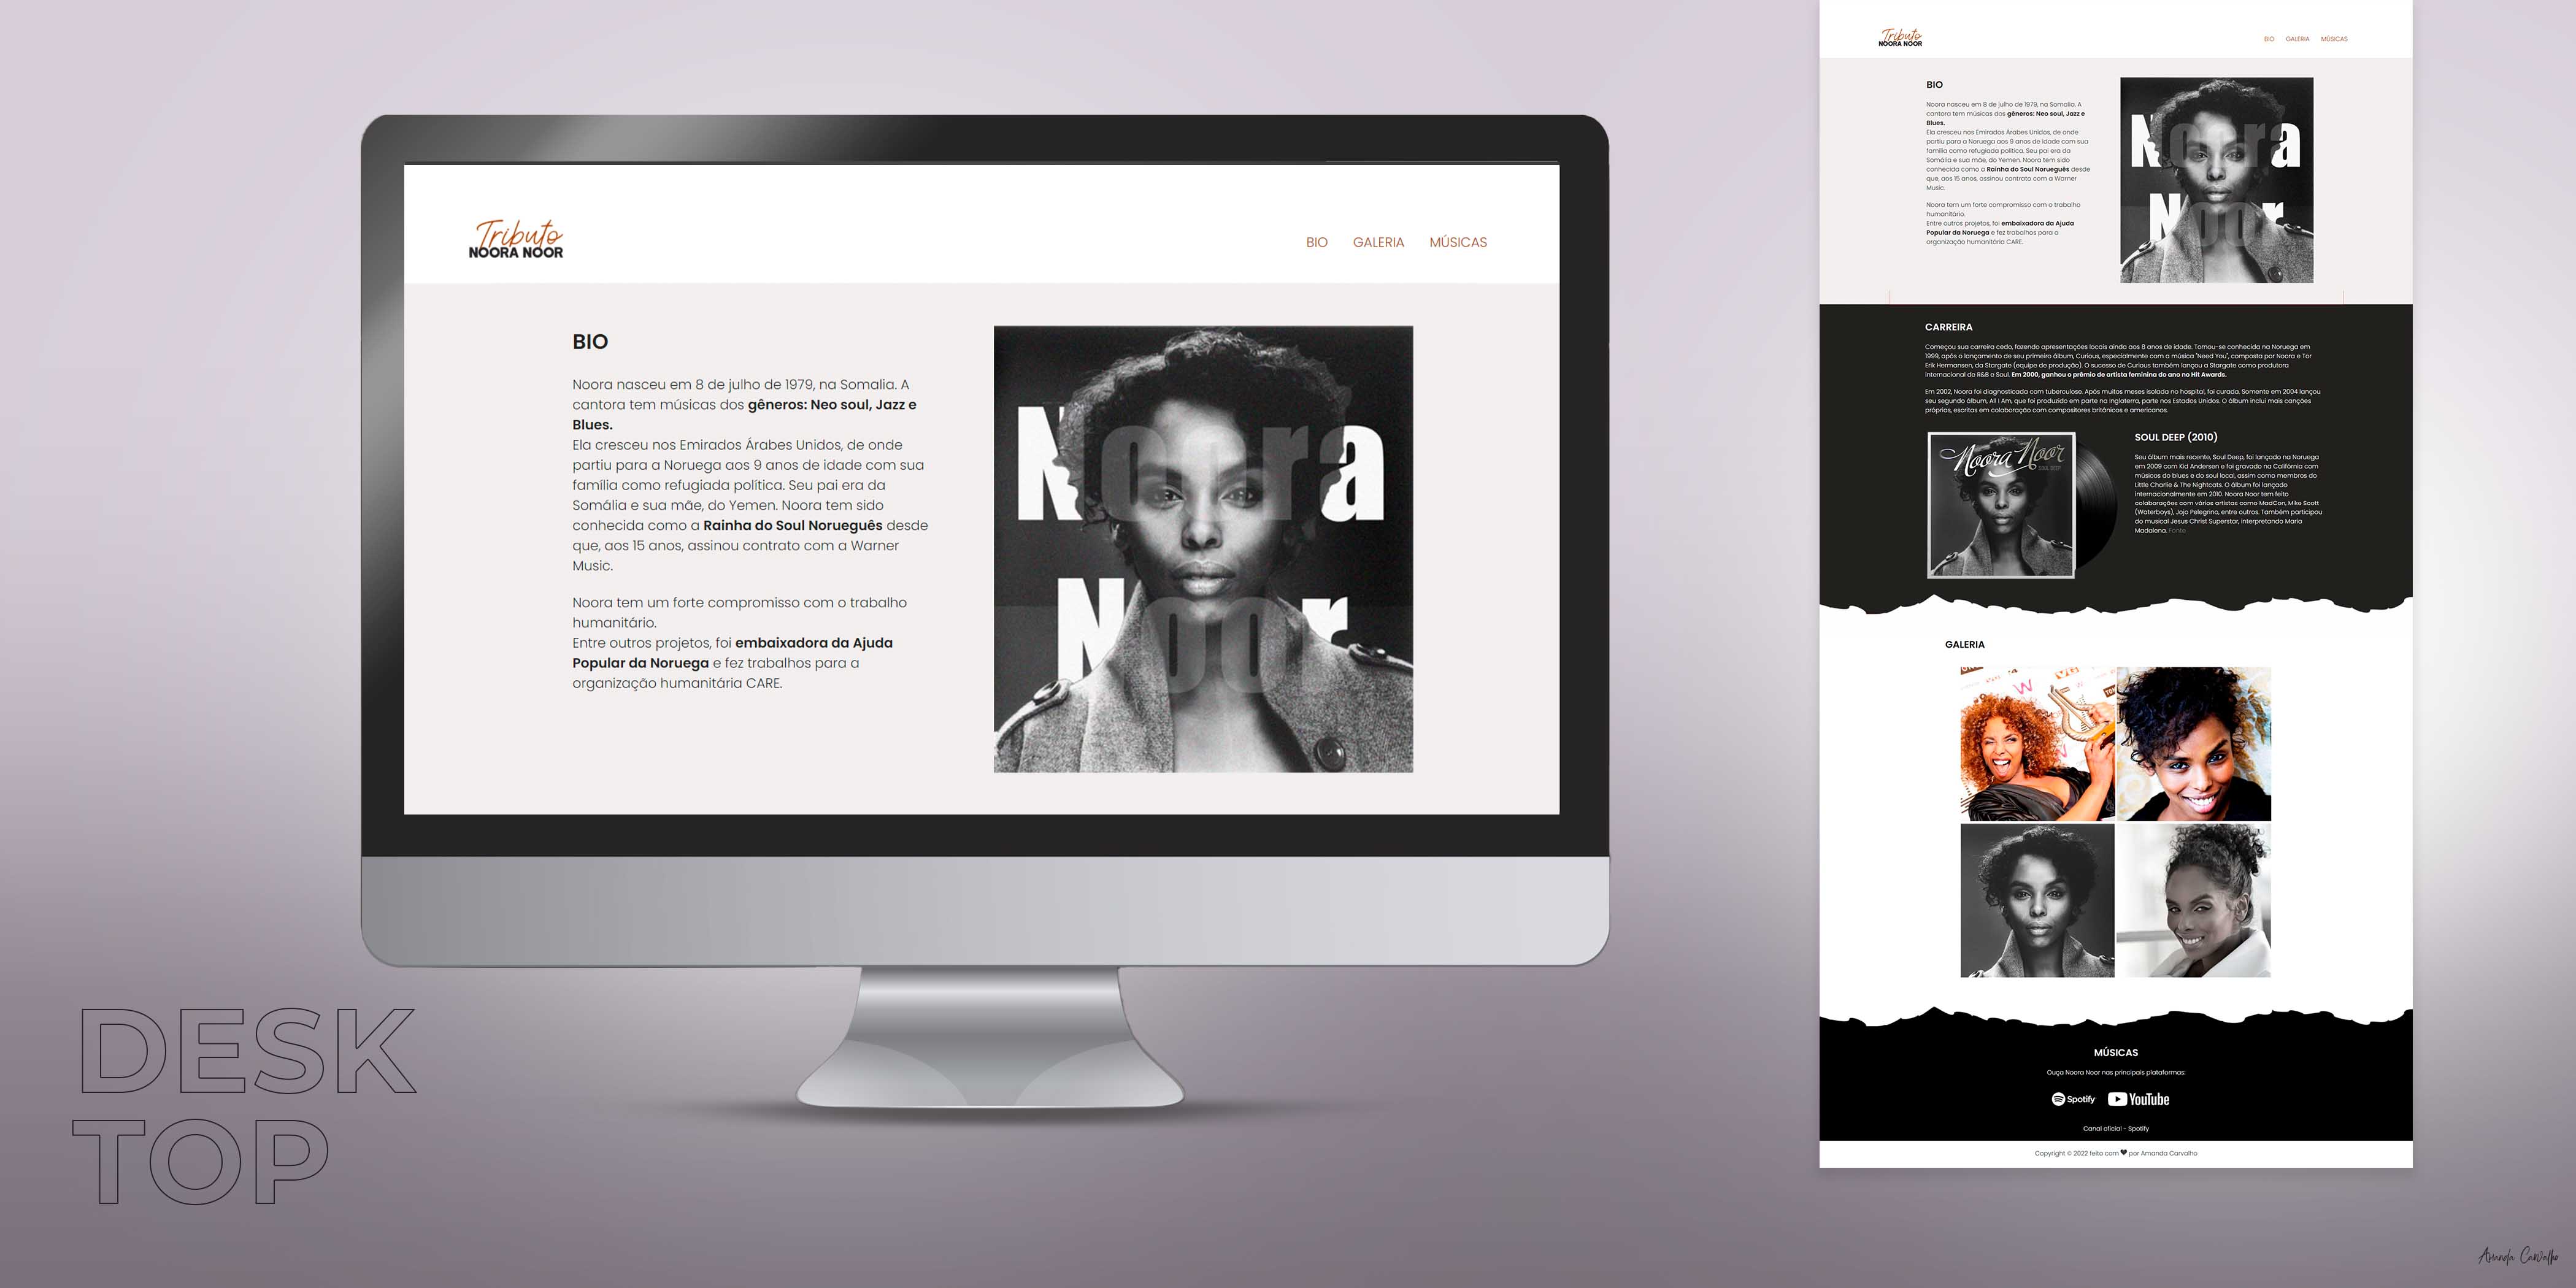 Tributo
NOORA NOOR
BIO GALERIA MÚSICAS
BIO
Noora nasceu em 8 de julho de 1979, na Somalia. A
cantora tem músicas dos gêneros: Neo soul, Jazz e
Blues.
Ela cresceu nos Emirados Árabes Unidos, de onde
partiu para a Noruega aos 9 anos de idade com sua
família como refugiada política. Seu pai era da
Somália e sua mãe, do Yemen. Noora tem sido
conhecida como a Rainha do Soul Norueguês desde
que, aos 15 anos, assinou contrato com a Warner
Music.
Noora tem um forte compromisso com o trabalho
humanitário.
Entre outros projetos, foi embaixadora da Ajuda
Popular da Noruega e fez trabalhos para a
organização humanitária CARE.
Noora
Noor
DESK
TOP
Tributo
NOORA NOOR
BIO GALERIA MÚSICAS
BIO
Noora nasceu em 8 de julho de 1979, na Somalia. A
cantora tem músicas dos gêneros: Neo soul, Jazz e
Blues.
Ela cresceu nos Emirados Árabes Unidos, de onde
partiu para a Noruega aos 9 anos de idade com sua
família como refugiada política. Seu pai era da
Somália e sua mãe, do Yemen. Noora tem sido
conhecida como a Rainha do Soul Norueguês desde
que, aos 15 anos, assinou contrato com a Warner
Music.
Noora tem um forte compromisso com o trabalho
humanitário.
Entre outros projetos, foi embaixadora da Ajuda
Popular da Noruega e fez trabalhos para a
organização humanitária CARE.
Noora
Noor
CARREIRA
Começou sua carreira cedo, fazendo apresentações locais ainda aos 8 anos de idade. Tornou-se conhecida na Noruega em
1999, após o lançamento de seu primeiro álbum, Curious, especialmente com a música "Need You", composta por Noora e Tor
Erik Hermansen, da Stargate (equipe de produção). O sucesso de Curious também lançou a Stargate como produtora
internacional de R&B e Soul. Em 2000, ganhou o prêmio de artista feminina do ano no Hit Awards.
Em 2002, Noora foi diagnosticada com tuberculose. Após muitos meses isolada no hospital, foi curada. Somente em 2004 lançou
seu segundo álbum, All I Am, que foi produzido em parte na Inglaterra, parte nos Estados Unidos. O álbum inclui mais canções
próprias, escritas em colaboração com compositores britânicos e americanos.
Noora Noor
SOUL DEEP
SOUL DEEP (2010)
Seu álbum mais recente, Soul Deep, foi lançado na Noruega
em 2009 com Kid Andersen e foi gravado na Califórnia com
músicos do blues e do soul local, assim como membros do
Little Charlie & The Nightcats. O álbum foi lançado
internacionalmente em 2010. Noora Noor tem feito
colaborações com vários artistas como MadCon, Mike Scott
(Waterboys), Jojo Pelegrino, entre outros. Também participou
do musical Jesus Christ Superstar, interpretando Maria
Madalena. Fonte
GALERIA
MÚSICAS
Ouça Noora Noor nas principais plataformas:
Spotify YouTube
Canal oficial - Spotify
Copyright © 2022 feito com ❤ por Amanda Carvalho
Amanda Carvalho